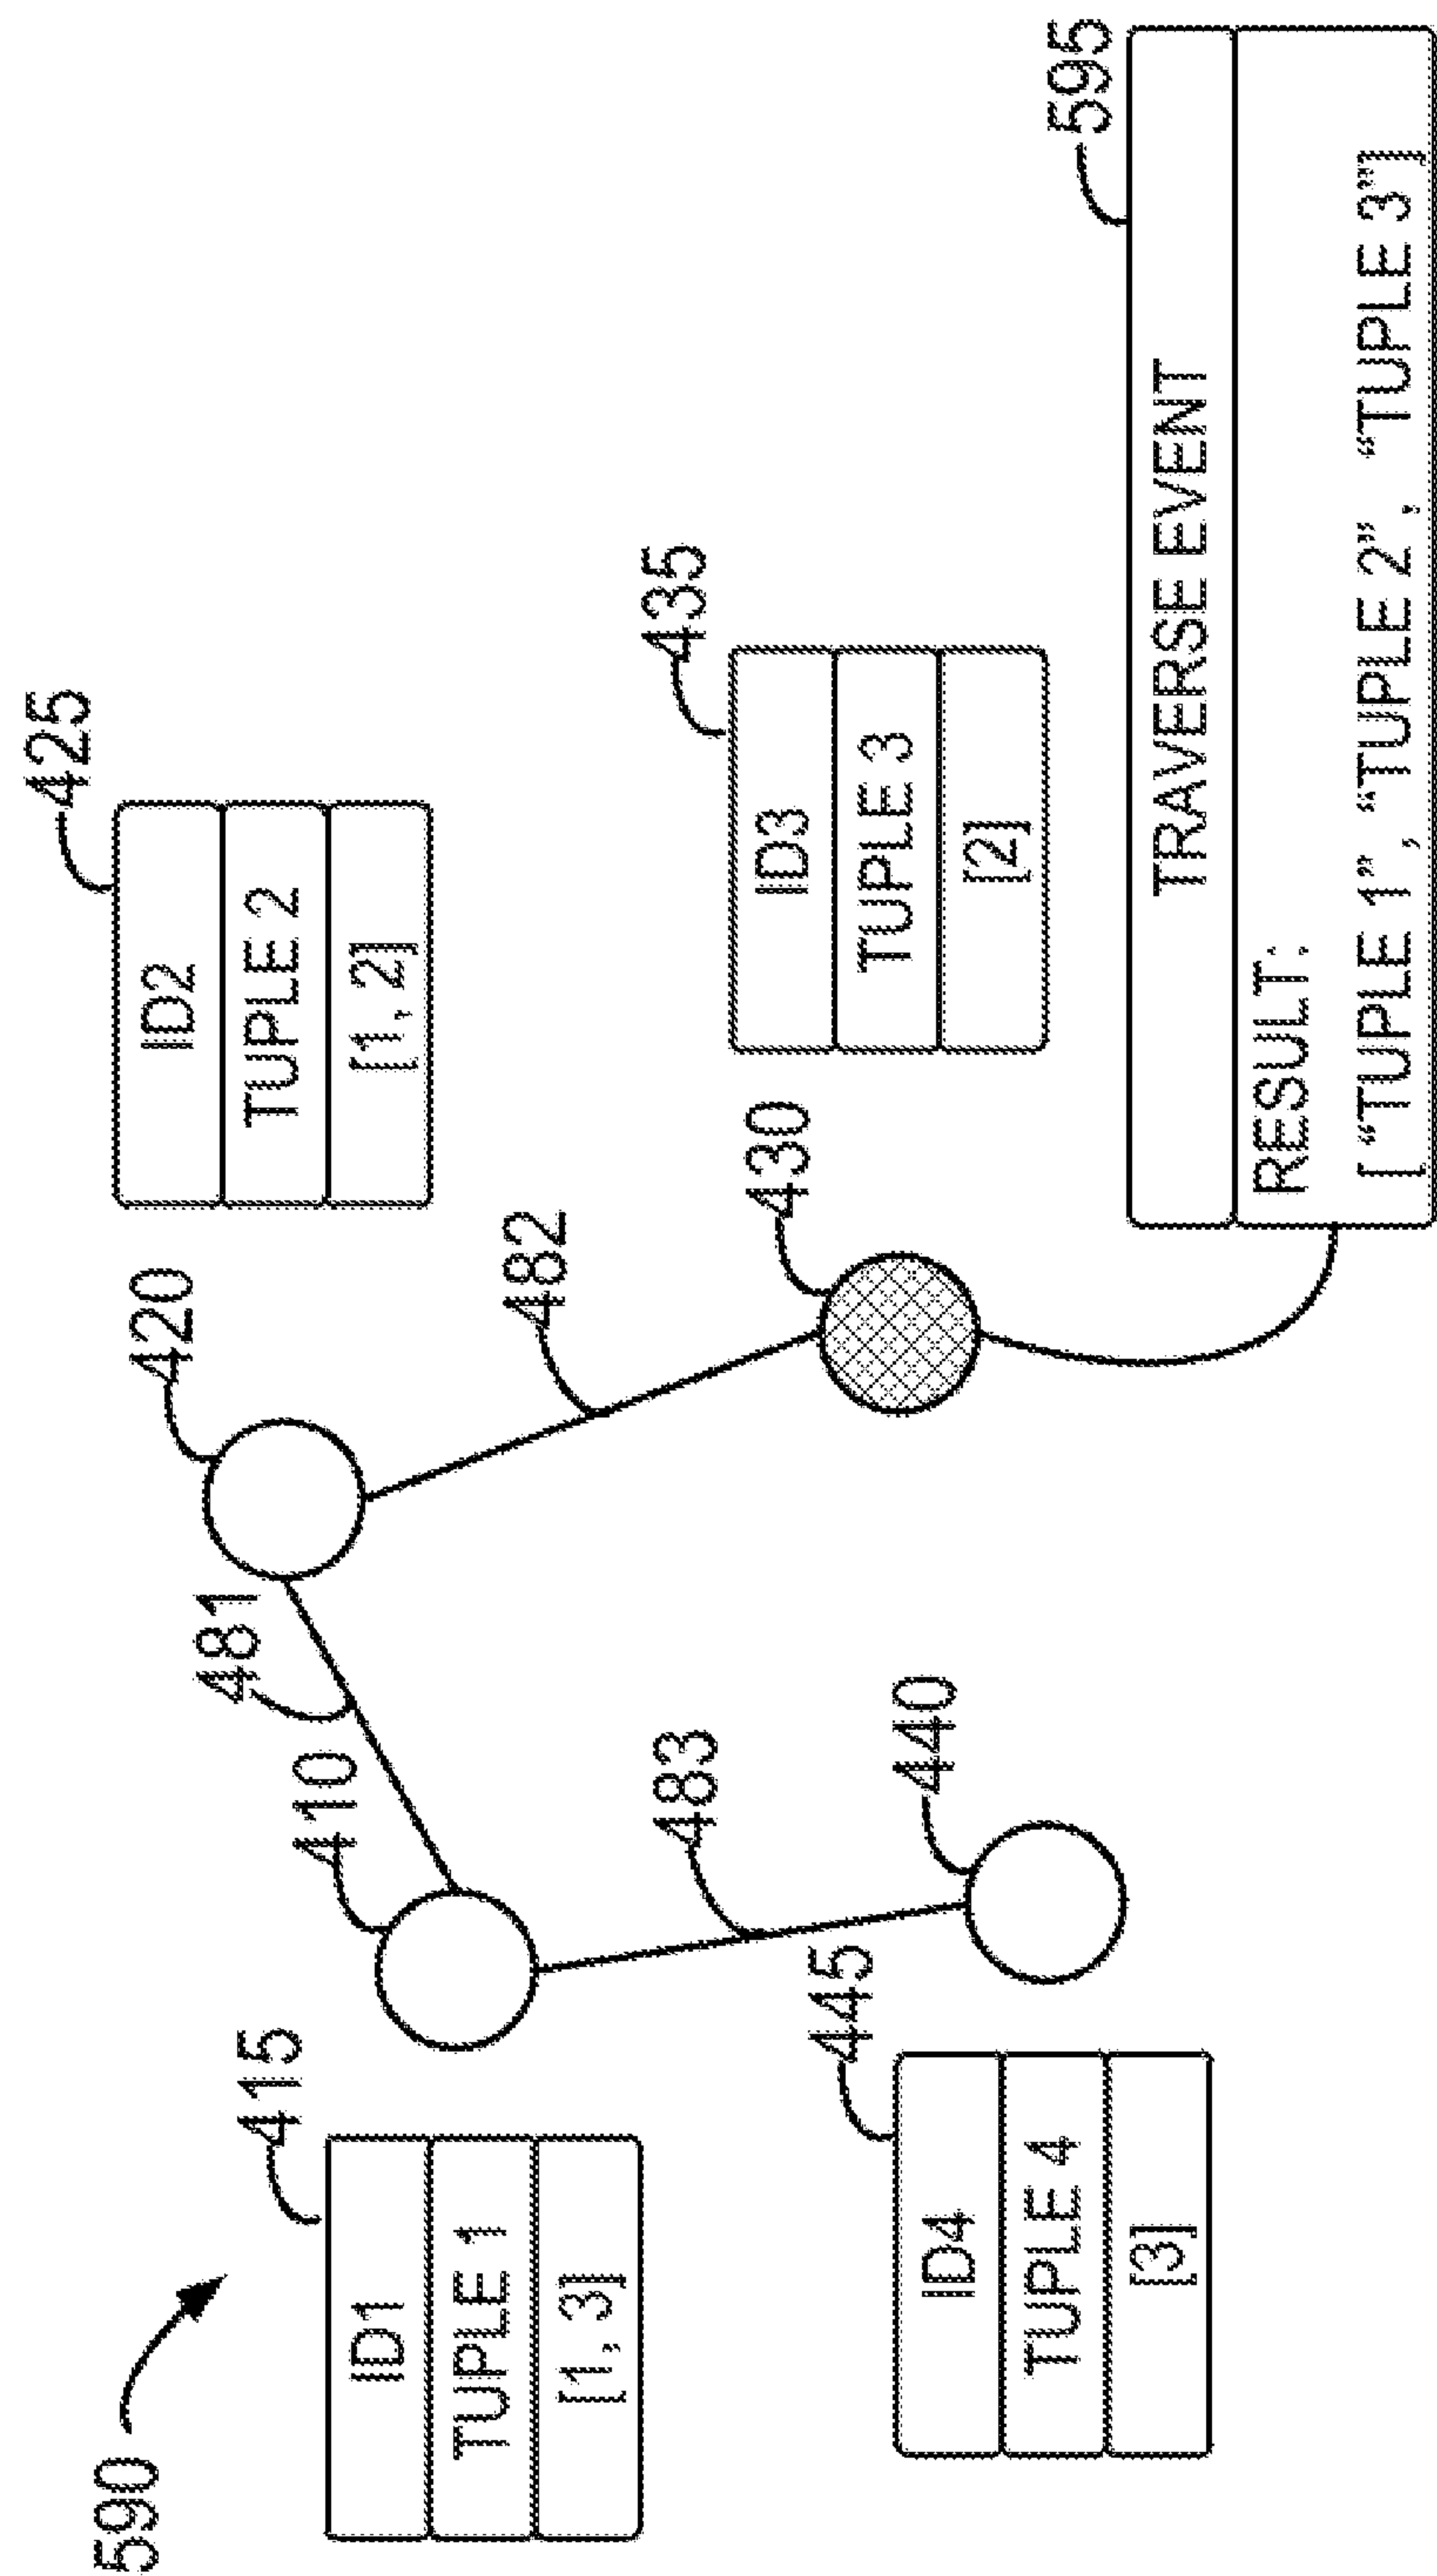 590
415
ID1
TUPLE 1
[1, 3]
410
481
420
425
ID2
TUPLE 2
[1, 2]
482
483
445
ID4
TUPLE 4
[3]
440
430
435
ID3
TUPLE 3
[2]
595
TRAVERSE EVENT
RESULT:
[ “TUPLE 1”, “TUPLE 2”, “TUPLE 3”]